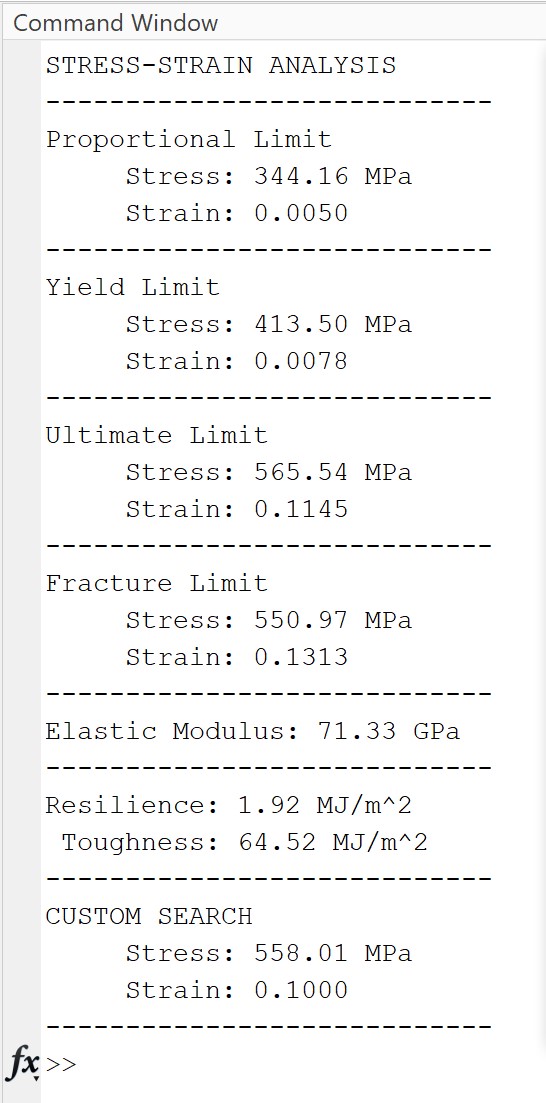 Command Window
STRESS-STRAIN ANALYSIS
----------------------------
Proportional Limit
     Stress: 344.16 MPa
     Strain: 0.0050
----------------------------
Yield Limit
     Stress: 413.50 MPa
     Strain: 0.0078
----------------------------
Ultimate Limit
     Stress: 565.54 MPa
     Strain: 0.1145
----------------------------
Fracture Limit
     Stress: 550.97 MPa
     Strain: 0.1313
----------------------------
Elastic Modulus: 71.33 GPa
----------------------------
Resilience: 1.92 MJ/m^2
 Toughness: 64.52 MJ/m^2
----------------------------
CUSTOM SEARCH
     Stress: 558.01 MPa
     Strain: 0.1000
----------------------------
fx >>